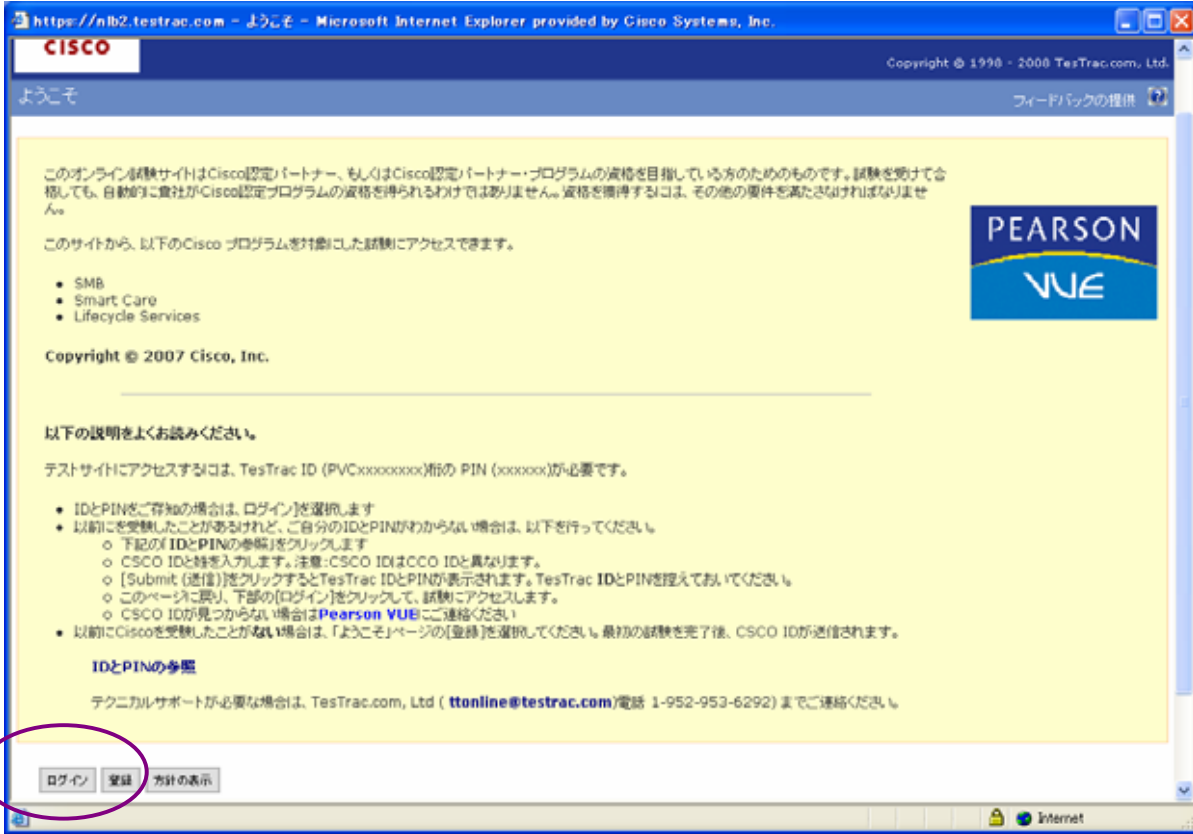 https://nlb2.testrac.com - ようこそ - Microsoft Internet Explorer provided by Cisco Systems, Inc.
CISCO
Copyright © 1998 - 2008 TesTrac.com, Ltd.
ようこそ
フィードバックの提供 [?]
このオンライン試験サイトはCisco認定パートナー、もしくはCisco認定パートナー・プログラムの資格を目指している方のためのものです。試験を受けて合
格しても、自動的に貴社がCisco認定プログラムの資格を得られるわけではありません。資格を獲得するには、その他の要件を満たさなければなりませ
ん。
PEARSON
VUE
このサイトから、以下のCisco プログラムを対象にした試験にアクセスできます。
• SMB
• Smart Care
• Lifecycle Services
Copyright © 2007 Cisco, Inc.
以下の説明をよくお読みください。
テストサイトにアクセスするには、TesTrac ID (PVCxxxxxxxx)桁の PIN (xxxxxx)が必要です。
• IDとPINをご存知の場合は、ログイン]を選択します
• 以前にを受験したことがあるけれど、ご自分のIDとPINがわからない場合は、以下を行ってください。
o 下記の「IDとPINの参照」をクリックします
o CSCO IDと姓を入力します。注意:CSCO IDはCCO IDと異なります。
o [Submit (送信)]をクリックするとTesTrac IDとPINが表示されます。TesTrac IDとPINを控えておいてください。
o このページに戻り、下部の[ログイン]をクリックして、試験にアクセスします。
o CSCO IDが見つからない場合はPearson VUEにご連絡ください
• 以前にCiscoを受験したことがない場合は、「ようこそ」ページの[登録]を選択してください。最初の試験を完了後、CSCO IDが送信されます。
IDとPINの参照
テクニカルサポートが必要な場合は、TesTrac.com, Ltd ( ttonline@testrac.com)電話 1-952-953-6292) までご連絡ください。
ログイン 登録 方針の表示
Internet